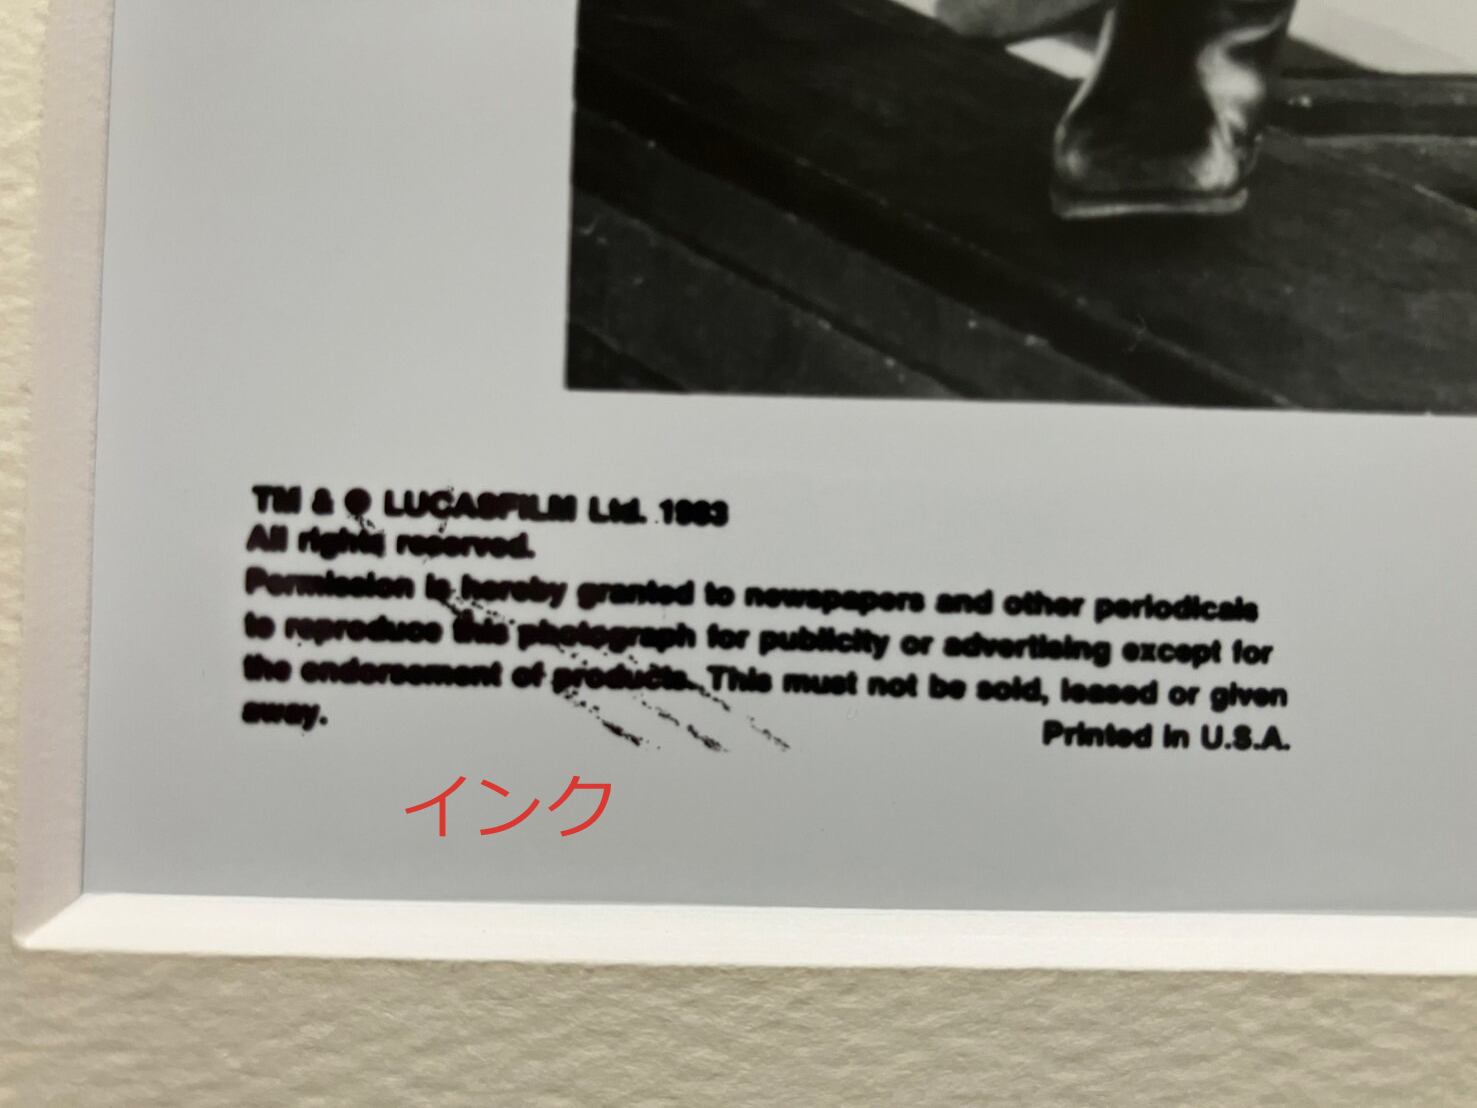 TM & © LUCASFILM Ltd. 1983
All rights reserved.
Permission is hereby granted to newspapers and other periodicals
to reproduce this photograph for publicity or advertising except for
the endorsement of products. This must not be sold, leased or given
away. Printed in U.S.A.
インク